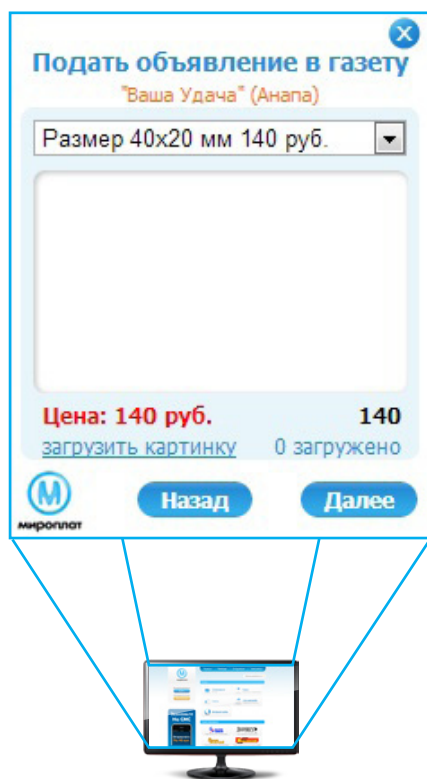 Подать объявление в газету
"Ваша Удача" (Анапа)
Размер 40x20 мм 140 руб.
Цена: 140 руб. 140
загрузить картинку 0 загружено
М
мироплат
Назад Далее